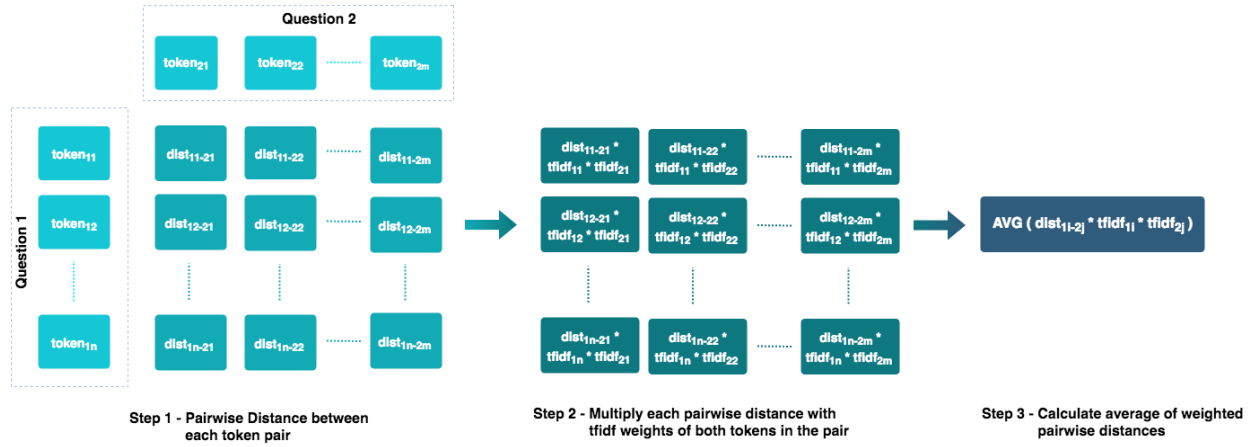 Question 2
token21 token22 token2m
Question 1
token11 dist11-21 dist11-22 dist11-2m
dist11-21 * dist11-22 * dist11-2m *
tfidf11 * tfidf21 tfidf11 * tfidf22 tfidf11 * tfidf2m
token12 dist12-21 dist12-22 dist12-2m
dist12-21 * dist12-22 * dist12-2m *
tfidf12 * tfidf21 tfidf12 * tfidf22 tfidf12 * tfidf2m
AVG ( dist1i-2j * tfidf1i * tfidf2j )
token1n dist1n-21 dist1n-22 dist1n-2m
dist1n-21 * dist1n-22 * dist1n-2m *
tfidf1n * tfidf21 tfidf1n * tfidf22 tfidf1n * tfidf2m
Step 1 - Pairwise Distance between
each token pair
Step 2 - Multiply each pairwise distance with
tfidf weights of both tokens in the pair
Step 3 - Calculate average of weighted
pairwise distances